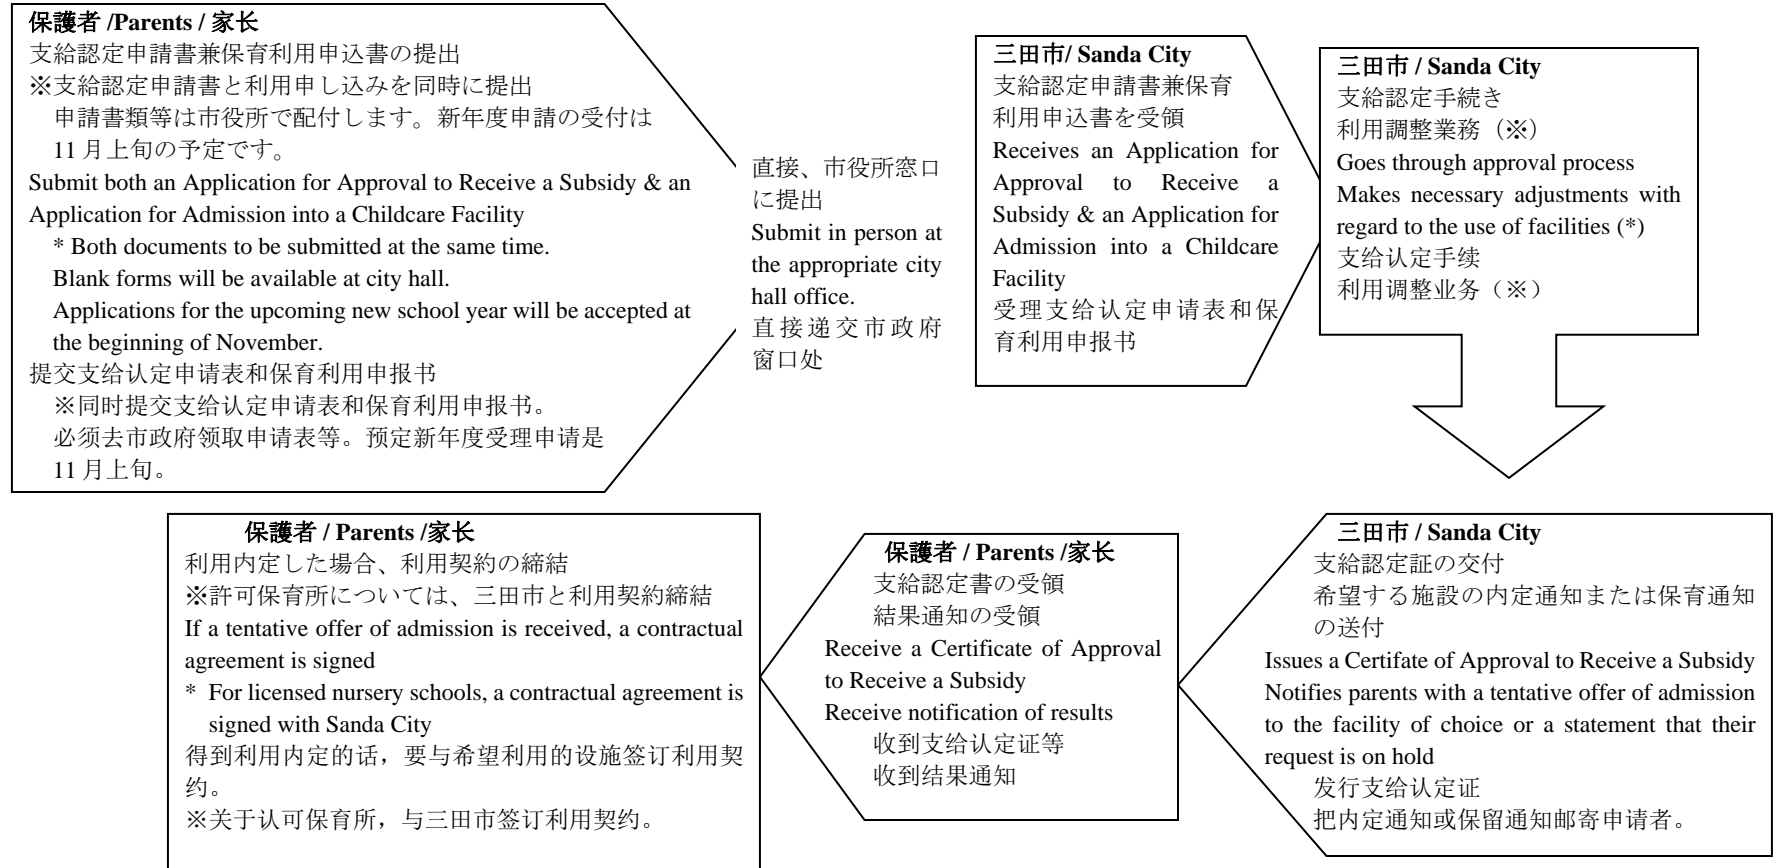 保護者 /Parents / 家长
支給認定申請書兼保育利用申込書の提出
※支給認定申請書と利用申し込みを同時に提出
申請書類等は市役所で配付します。新年度申請の受付は
11 月上旬の予定です。
Submit both an Application for Approval to Receive a Subsidy & an
Application for Admission into a Childcare Facility
* Both documents to be submitted at the same time.
Blank forms will be available at city hall.
Applications for the upcoming new school year will be accepted at
the beginning of November.
提交支给认定申请表和保育利用申报书
※同时提交支给认定申请表和保育利用申报书。
必须去市政府领取申请表等。预定新年度受理申请是
11 月上旬。
直接、市役所窓口
に提出
Submit in person at
the appropriate city
hall office.
直接递交市政府
窗口处
三田市/ Sanda City
支給認定申請書兼保育
利用申込書を受領
Receives an Application for
Approval to Receive a
Subsidy & an Application for
Admission into a Childcare
Facility
受理支给认定申请表和保
育利用申报书
三田市 / Sanda City
支給認定手続き
利用調整業務（※）
Goes through approval process
Makes necessary adjustments with
regard to the use of facilities (*)
支给认定手续
利用调整业务（※）
三田市 / Sanda City
支給認定証の交付
希望する施設の内定通知または保育通知
の送付
Issues a Certifate of Approval to Receive a Subsidy
Notifies parents with a tentative offer of admission
to the facility of choice or a statement that their
request is on hold
发行支给认定证
把内定通知或保留通知邮寄申请者。
保護者 / Parents /家长
支給認定書の受領
結果通知の受領
Receive a Certificate of Approval
to Receive a Subsidy
Receive notification of results
收到支给认定证等
收到结果通知
保護者 / Parents /家长
利用内定した場合、利用契約の締結
※許可保育所については、三田市と利用契約締結
If a tentative offer of admission is received, a contractual
agreement is signed
* For licensed nursery schools, a contractual agreement is
signed with Sanda City
得到利用内定的话，要与希望利用的设施签订利用契
约。
※关于认可保育所，与三田市签订利用契约。